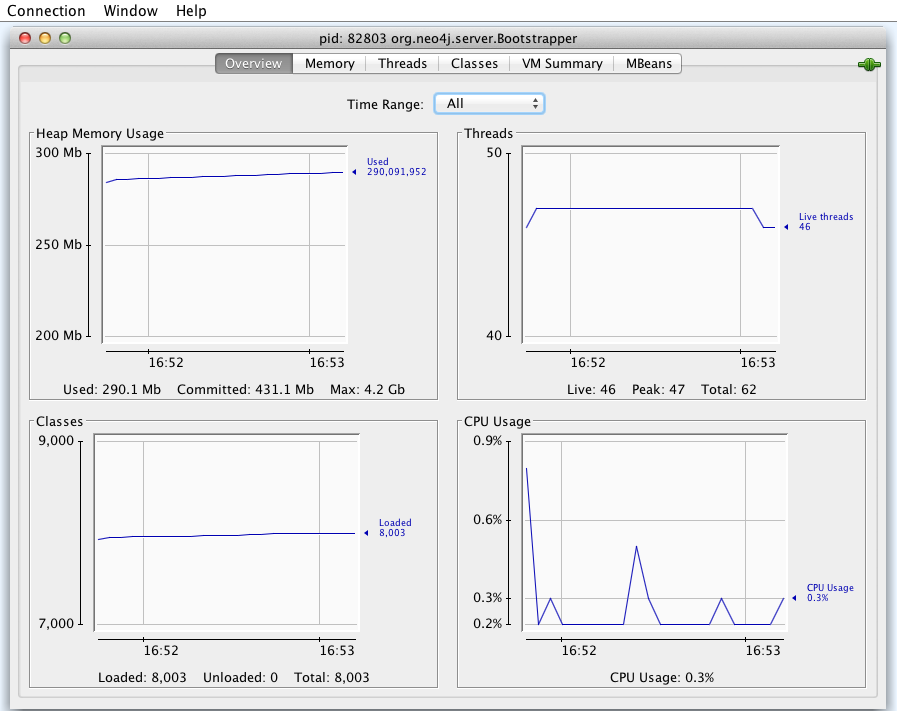 Connection Window Help
pid: 82803 org.neo4j.server.Bootstrapper
Overview Memory Threads Classes VM Summary MBeans
Time Range: All
Heap Memory Usage
300 Mb
250 Mb
200 Mb
Used
290,091,952
16:52 16:53
Used: 290.1 Mb Committed: 431.1 Mb Max: 4.2 Gb
Threads
50
40
Live threads
46
16:52 16:53
Live: 46 Peak: 47 Total: 62
Classes
9,000
7,000
Loaded
8,003
16:52 16:53
Loaded: 8,003 Unloaded: 0 Total: 8,003
CPU Usage
0.9%
0.6%
0.3%
0.2%
CPU Usage
0.3%
16:52 16:53
CPU Usage: 0.3%